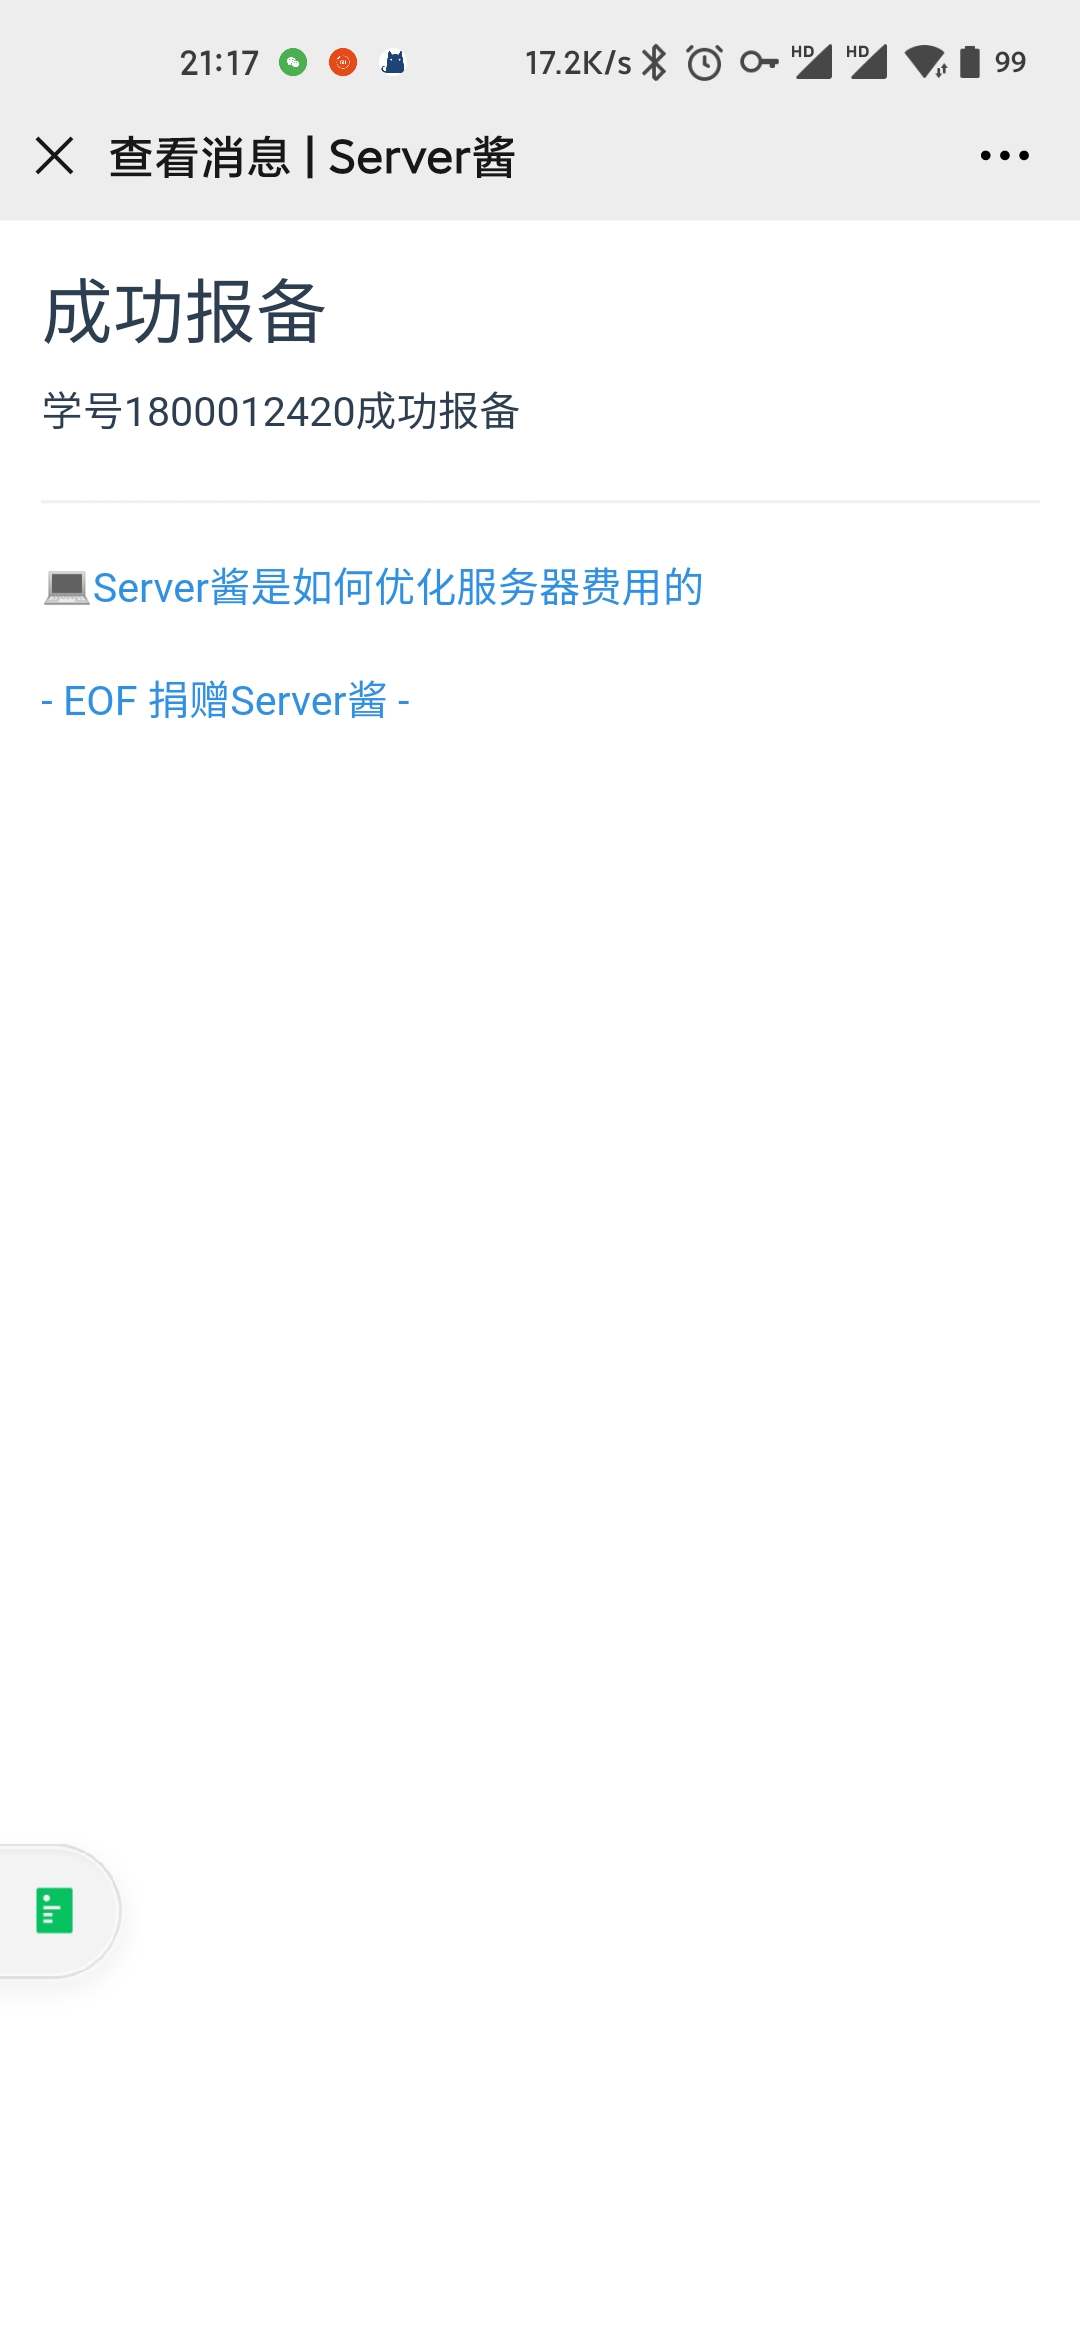 21:17 17.2K/s HD HD 99
查看消息 | Server酱
成功报备
学号1800012420成功报备
Server酱是如何优化服务器费用的
- EOF 捐赠Server酱 -